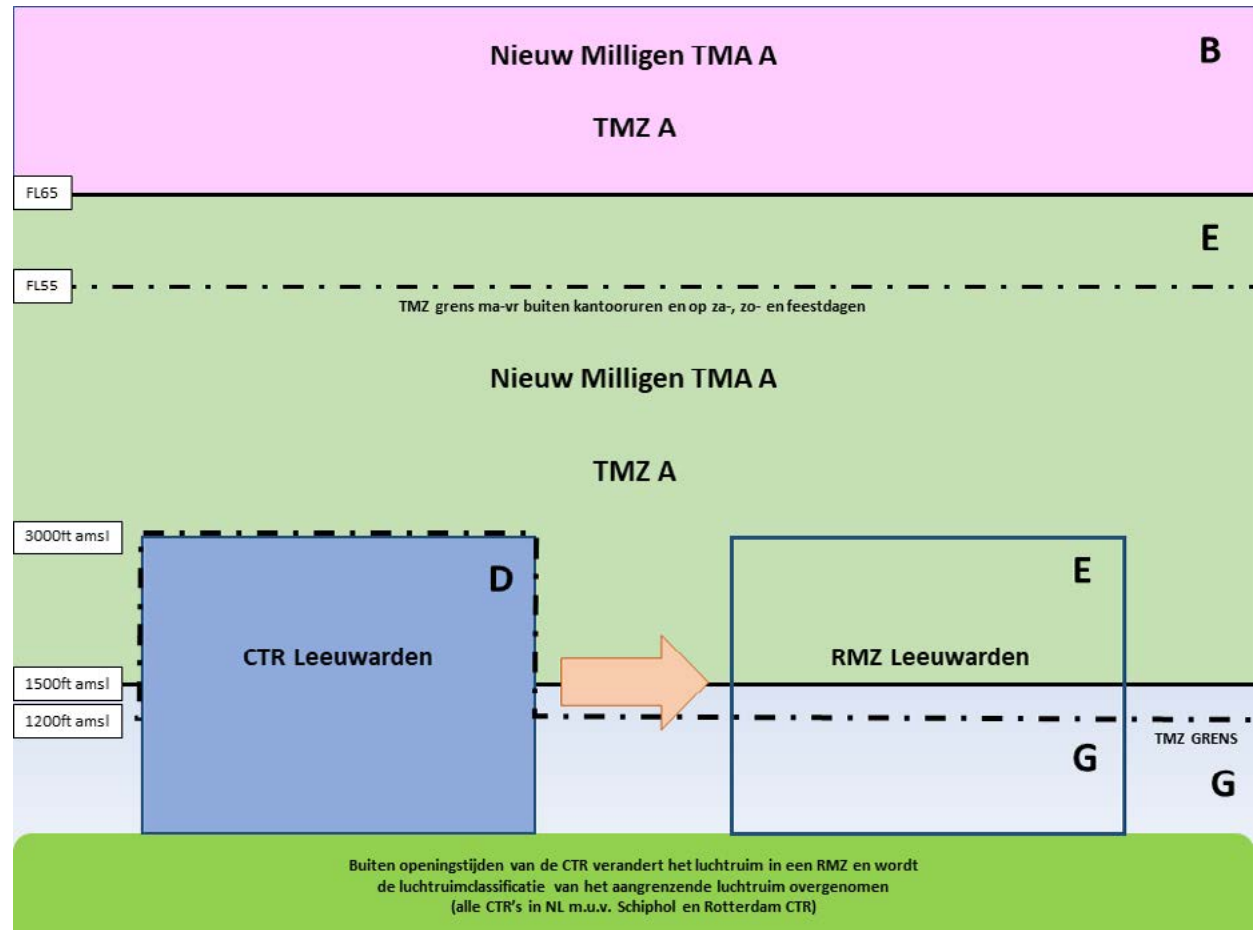 Nieuw Milligen TMA A
B
TMZ A
FL65
E
FL55
TMZ grens ma-vr buiten kantooruren en op za-, zo- en feestdagen
Nieuw Milligen TMA A
TMZ A
3000ft amsl
D
E
CTR Leeuwarden
RMZ Leeuwarden
1500ft amsl
1200ft amsl
TMZ GRENS
G
G
Buiten openingstijden van de CTR verandert het luchtruim in een RMZ en wordt
de luchtruimclassificatie van het aangrenzende luchtruim overgenomen
(alle CTR's in NL m.u.v. Schiphol en Rotterdam CTR)